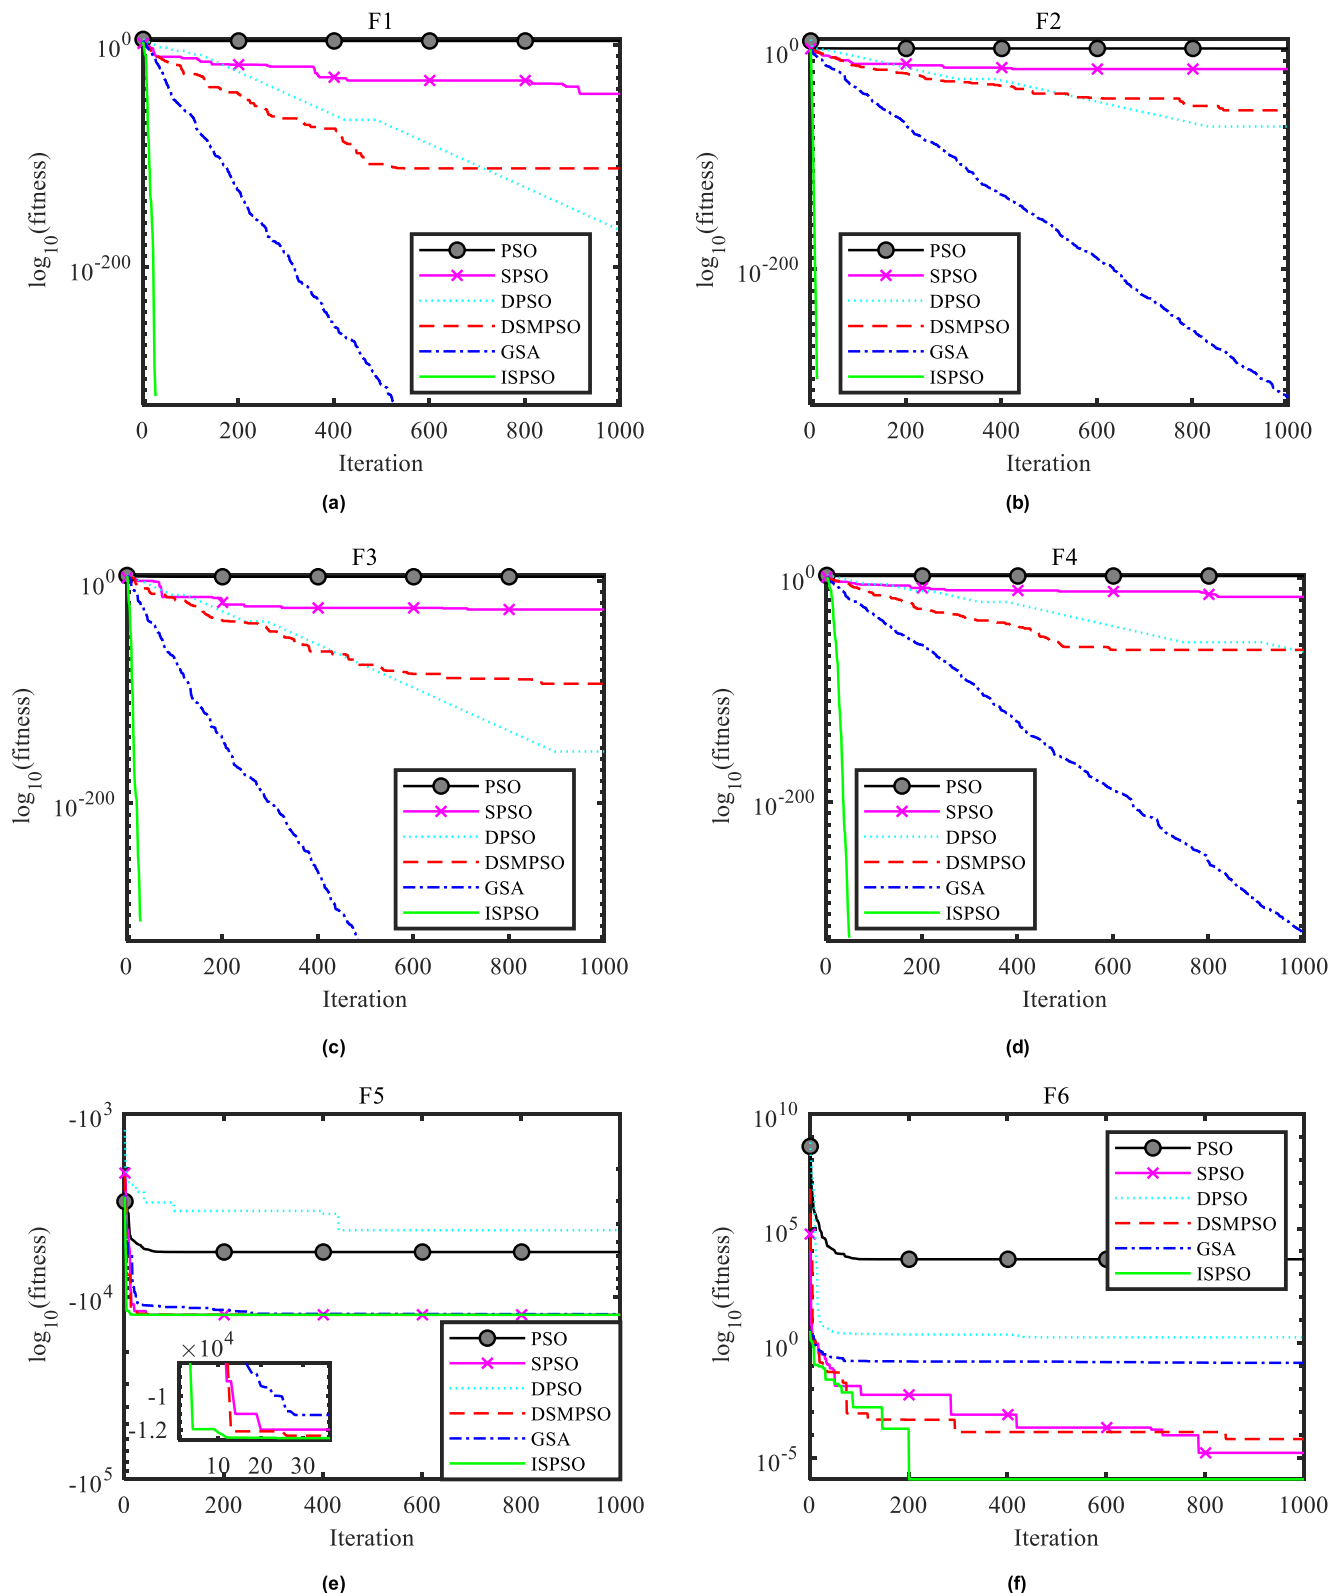 F1
10^0
10^-200
log10(fitness)
PSO
SPSO
DPSO
DSMPSO
GSA
ISPSO
0 200 400 600 800 1000
Iteration
(a)
F2
10^0
10^-200
log10(fitness)
PSO
SPSO
DPSO
DSMPSO
GSA
ISPSO
0 200 400 600 800 1000
Iteration
(b)
F3
10^0
10^-200
log10(fitness)
PSO
SPSO
DPSO
DSMPSO
GSA
ISPSO
0 200 400 600 800 1000
Iteration
(c)
F4
10^0
10^-200
log10(fitness)
PSO
SPSO
DPSO
DSMPSO
GSA
ISPSO
0 200 400 600 800 1000
Iteration
(d)
F5
-10^3
-10^4
-10^5
log10(fitness)
×10^4
-1
-1.2
10 20 30
PSO
SPSO
DPSO
DSMPSO
GSA
ISPSO
0 200 400 600 800 1000
Iteration
(e)
F6
10^10
10^5
10^0
10^-5
log10(fitness)
PSO
SPSO
DPSO
DSMPSO
GSA
ISPSO
0 200 400 600 800 1000
Iteration
(f)